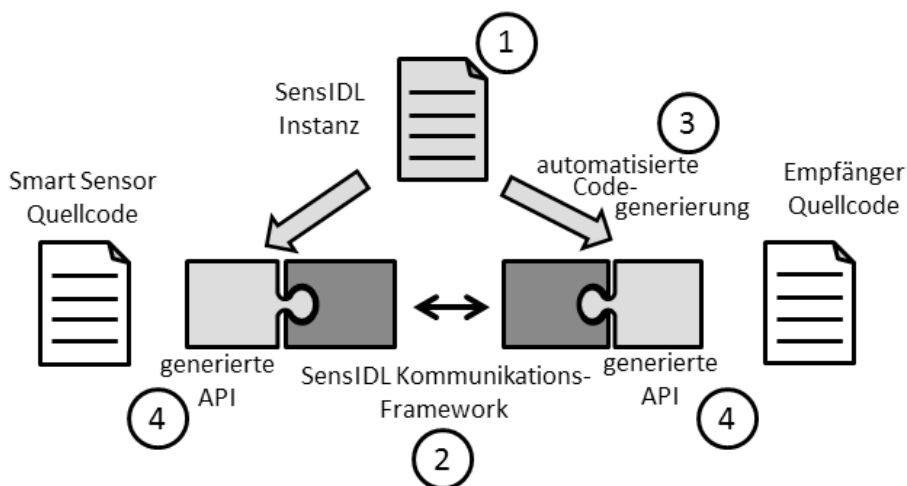 1
SensIDL
Instanz
3
automatisierte
Code-
generierung
Smart Sensor
Quellcode
Empfänger
Quellcode
generierte
API
SensIDL Kommunikations-
Framework
generierte
API
4
2
4